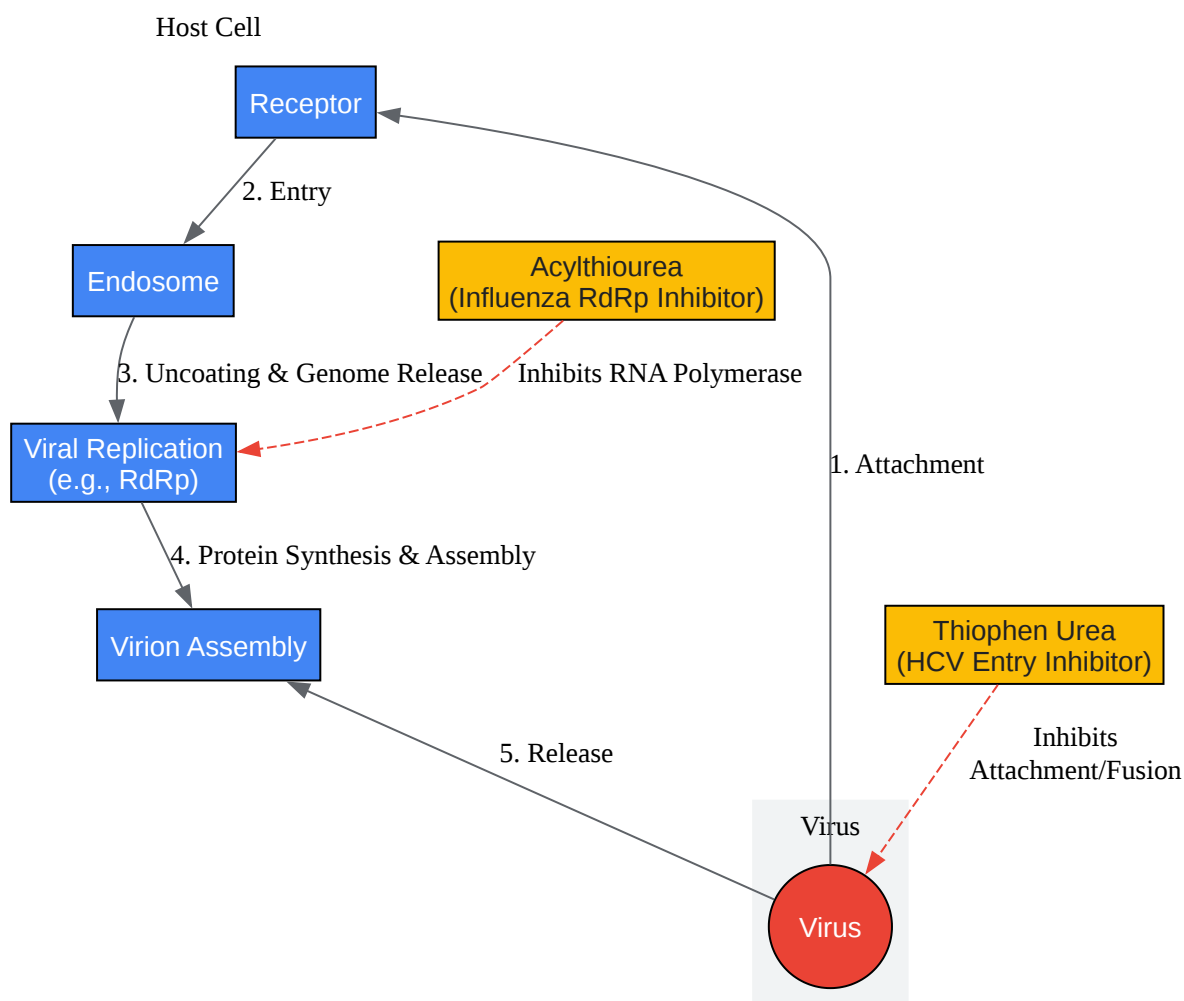 Host Cell
Receptor
2. Entry
Endosome
Acylthiourea
(Influenza RdRp Inhibitor)
3. Uncoating & Genome Release
Inhibits RNA Polymerase
Viral Replication
(e.g., RdRp)
1. Attachment
4. Protein Synthesis & Assembly
Virion Assembly
Thiophen Urea
(HCV Entry Inhibitor)
5. Release
Inhibits
Attachment/Fusion
Virus
Virus